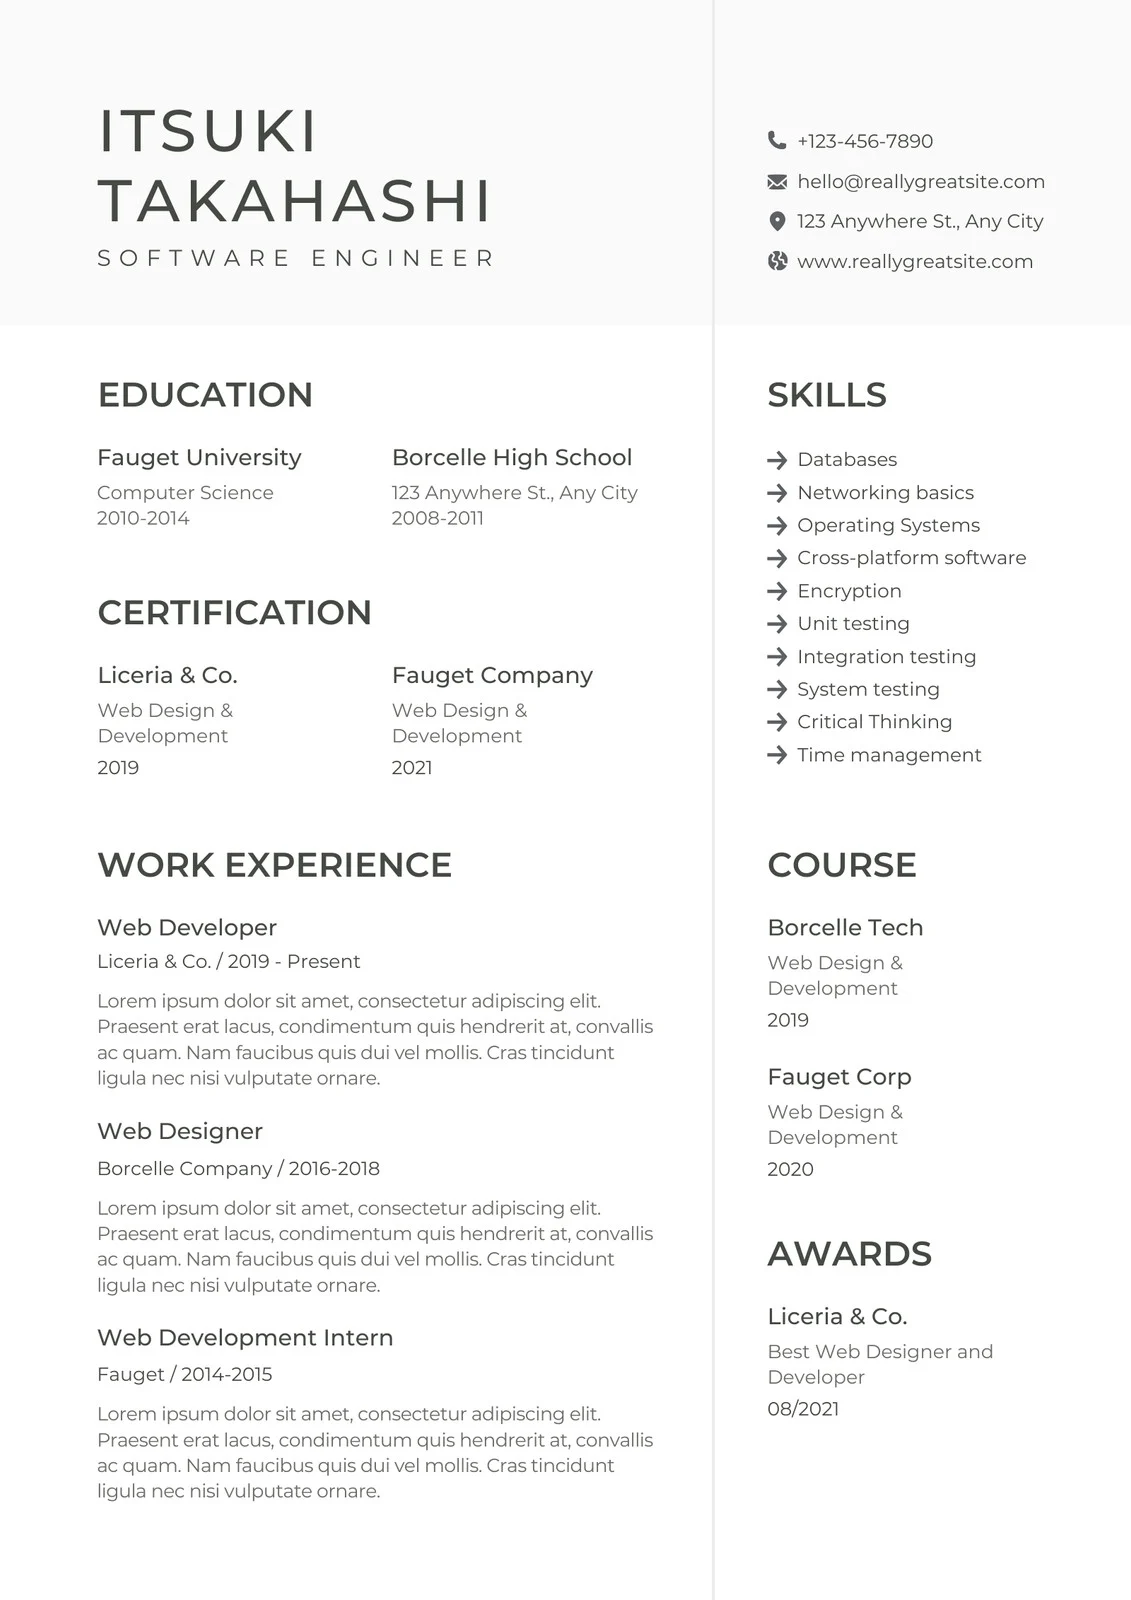 ITSUKI
TAKAHASHI
SOFTWARE ENGINEER
+123-456-7890
hello@reallygreatsite.com
123 Anywhere St., Any City
www.reallygreatsite.com
EDUCATION
Fauget University
Computer Science
2010-2014
Borcelle High School
123 Anywhere St., Any City
2008-2011
CERTIFICATION
Liceria & Co.
Web Design &
Development
2019
Fauget Company
Web Design &
Development
2021
WORK EXPERIENCE
Web Developer
Liceria & Co. / 2019 - Present
Lorem ipsum dolor sit amet, consectetur adipiscing elit.
Praesent erat lacus, condimentum quis hendrerit at, convallis
ac quam. Nam faucibus quis dui vel mollis. Cras tincidunt
ligula nec nisi vulputate ornare.
Web Designer
Borcelle Company / 2016-2018
Lorem ipsum dolor sit amet, consectetur adipiscing elit.
Praesent erat lacus, condimentum quis hendrerit at, convallis
ac quam. Nam faucibus quis dui vel mollis. Cras tincidunt
ligula nec nisi vulputate ornare.
Web Development Intern
Fauget / 2014-2015
Lorem ipsum dolor sit amet, consectetur adipiscing elit.
Praesent erat lacus, condimentum quis hendrerit at, convallis
ac quam. Nam faucibus quis dui vel mollis. Cras tincidunt
ligula nec nisi vulputate ornare.
SKILLS
Databases
Networking basics
Operating Systems
Cross-platform software
Encryption
Unit testing
Integration testing
System testing
Critical Thinking
Time management
COURSE
Borcelle Tech
Web Design &
Development
2019
Fauget Corp
Web Design &
Development
2020
AWARDS
Liceria & Co.
Best Web Designer and
Developer
08/2021